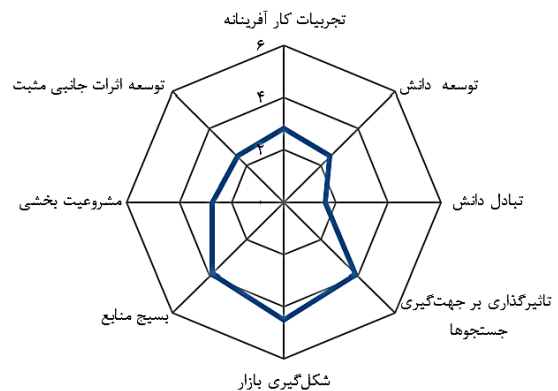 تجربیات کار آفرینانه
۶
توسعه اثرات جانبی مثبت
توسعه دانش
۴
۲
مشروعیت بخشی
۰
تبادل دانش
بسیج منابع
تاثیرگذاری بر جهت‌گیری
جستجوها
شکل‌گیری بازار